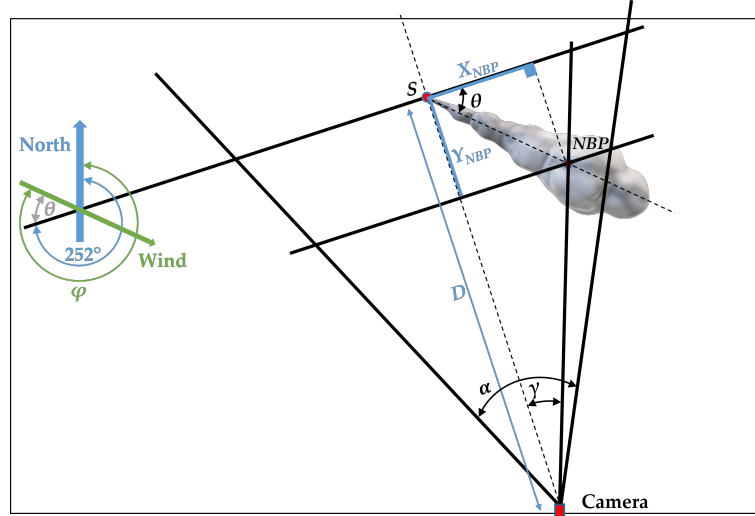 X_NBP
S
θ
North
NBP
Y_NBP
θ
252°
Wind
φ
D
α
γ
Camera